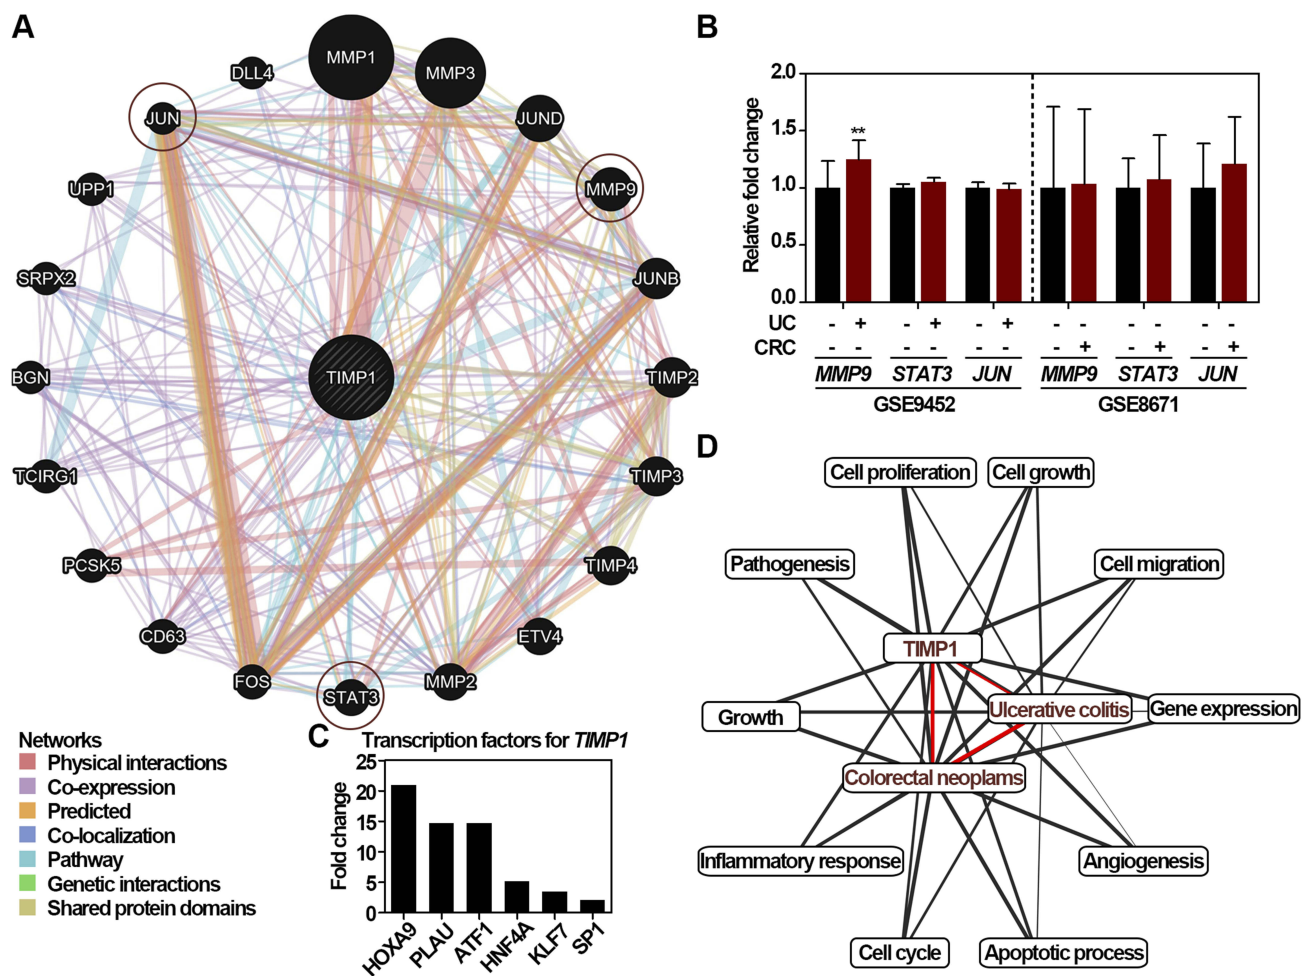 A
MMP1
MMP3
DLL4
JUN
JUND
UPP1
MMP9
SRPX2
JUNB
BGN
TIMP1
TIMP2
TCIRG1
TIMP3
PCSK5
TIMP4
CD63
ETV4
FOS
STAT3
MMP2
Networks
Physical interactions
Co-expression
Predicted
Co-localization
Pathway
Genetic interactions
Shared protein domains
B
Relative fold change
2.0
1.5
1.0
0.5
0.0
**
UC - + - + - + - - - - - -
CRC - - - - - - - + - + - +
MMP9 STAT3 JUN MMP9 STAT3 JUN
GSE9452 GSE8671
C
Transcription factors for TIMP1
Fold change
25
20
15
10
5
0
HOXA9 PLAU ATF1 HNF4A KLF7 SP1
D
Cell proliferation Cell growth
Pathogenesis Cell migration
TIMP1
Growth Ulcerative colitis Gene expression
Colorectal neoplams
Inflammatory response Angiogenesis
Cell cycle Apoptotic process